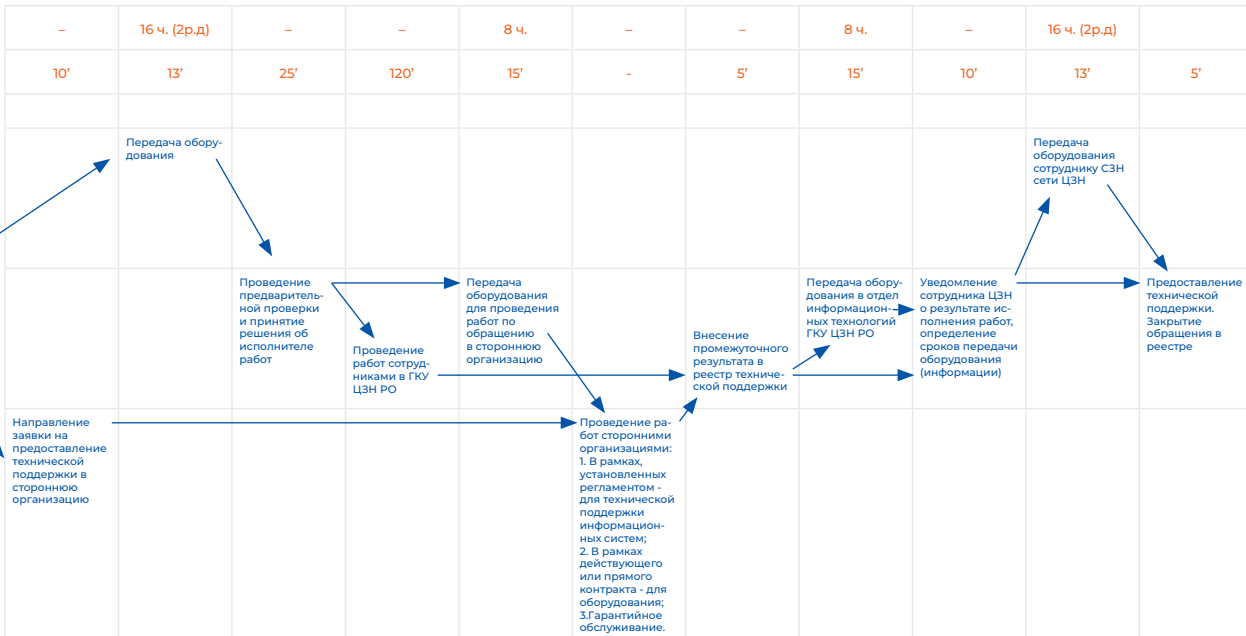 –
16 ч. (2р.д)
–
–
8 ч.
–
–
8 ч.
–
16 ч. (2р.д)
10’
13’
25’
120’
15’
-
5’
15’
10’
13’
5’
Передача обору-
дования
Передача
оборудования
сотруднику СЗН
сети ЦЗН
Проведение
предваритель-
ной проверки
и принятие
решения об
исполнителе
работ
Проведение
работ сотруд-
никами в ГКУ
ЦЗН РО
Передача
оборудования
для проведения
работ по
обращению
в стороннюю
организацию
Внесение
промежуточного
результата в
реестр техниче-
ской поддержки
Передача обору-
дования в отдел
информацион-
ных технологий
ГКУ ЦЗН РО
Уведомление
сотрудника ЦЗН
о результате ис-
полнения работ,
определение
сроков передачи
оборудования
(информации)
Предоставление
технической
поддержки.
Закрытие
обращения в
реестре
Направление
заявки на
предоставление
технической
поддержки в
стороннюю
организацию
Проведение ра-
бот сторонними
организациями:
1. В рамках,
установленных
регламентом -
для технической
поддержки
информацион-
ных систем;
2. В рамках
действующего
или прямого
контракта - для
оборудования;
3.Гарантийное
обслуживание.